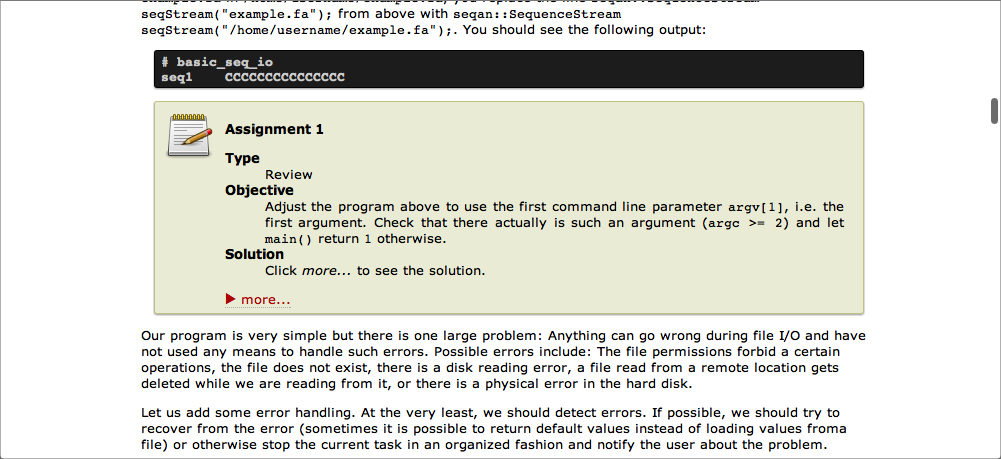 seqStream("example.fa"); from above with seqan::SequenceStream
seqStream("/home/username/example.fa");. You should see the following output:
# basic_seq_io
seq1 CCCCCCCCCCCCCCC
Assignment 1
Type
Review
Objective
Adjust the program above to use the first command line parameter argv[1], i.e. the
first argument. Check that there actually is such an argument (argc >= 2) and let
main() return 1 otherwise.
Solution
Click more... to see the solution.
more...
Our program is very simple but there is one large problem: Anything can go wrong during file I/O and have
not used any means to handle such errors. Possible errors include: The file permissions forbid a certain
operations, the file does not exist, there is a disk reading error, a file read from a remote location gets
deleted while we are reading from it, or there is a physical error in the hard disk.
Let us add some error handling. At the very least, we should detect errors. If possible, we should try to
recover from the error (sometimes it is possible to return default values instead of loading values froma
file) or otherwise stop the current task in an organized fashion and notify the user about the problem.